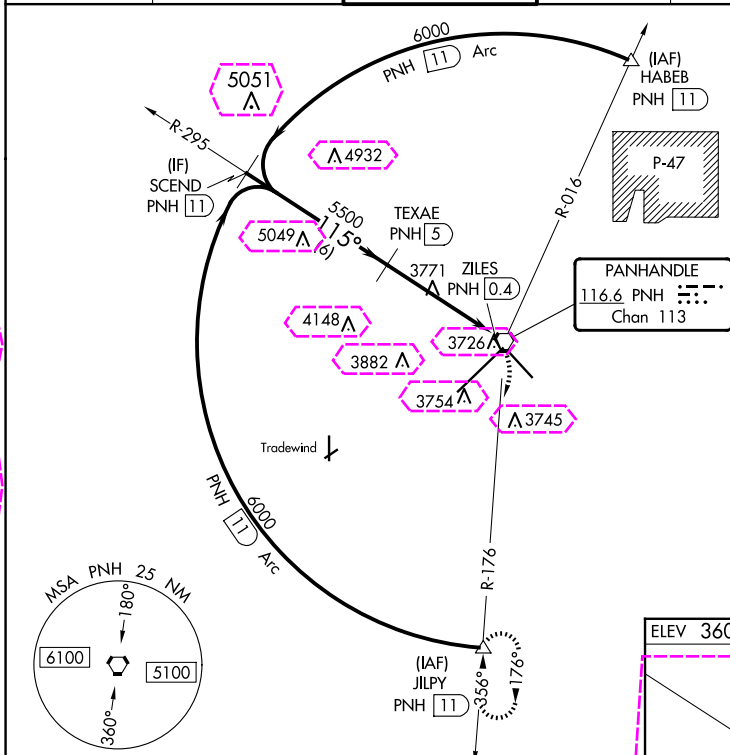 6000
PNH 11 Arc
(IAF)
HABEB
PNH 11
5051
R-295
4932
P-47
(IF)
SCEND
PNH 11
R-016
5500
115°
(6)
5049
TEXAE
PNH 5
3771
ZILES
PNH 0.4
PANHANDLE
116.6 PNH
Chan 113
4148
3726
3882
3754
3745
Tradewind
6000
PNH 11 Arc
R-176
MSA PNH 25 NM
180°
6100
5100
360°
(IAF)
JILPY
PNH 11
356°
176°
ELEV 360